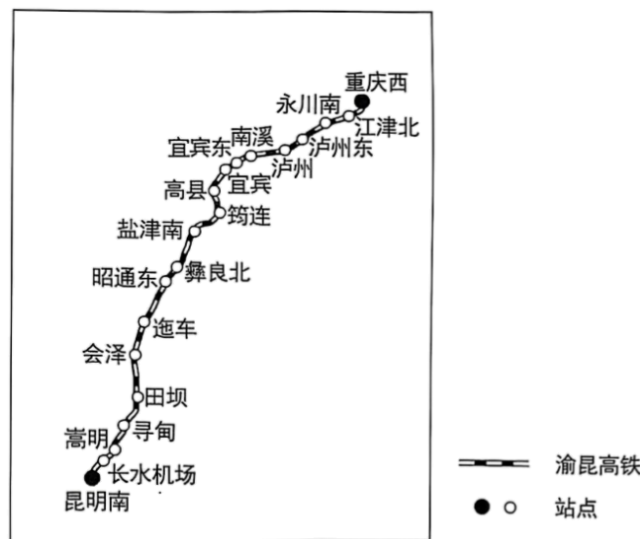 重庆西
永川南
江津北
南溪
泸州东
宜宾东
泸州
宜宾
高县
筠连
盐津南
彝良北
昭通东
迤车
会泽
田坝
寻甸
嵩明
长水机场
昆明南
渝昆高铁
站点